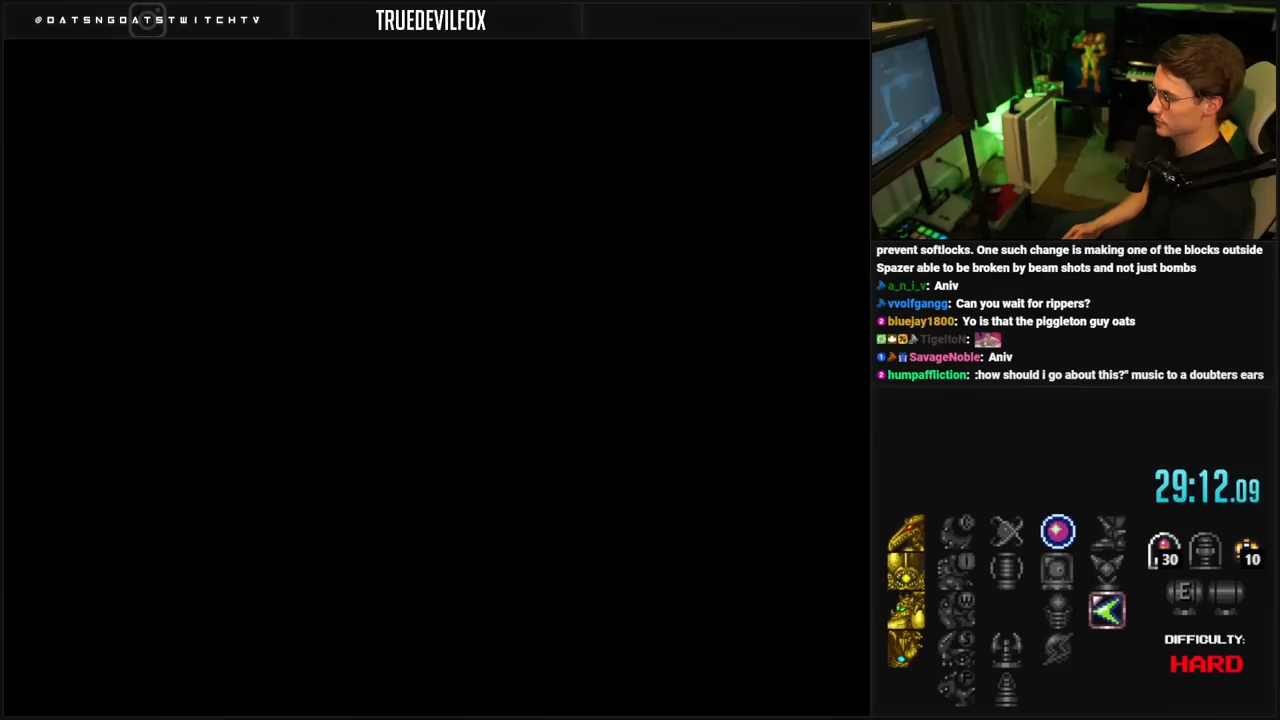 @OATSNGOATSTWITCHTV
TRUEDEVILFOX
prevent softlocks. One such change is making one of the blocks outside
Spazer able to be broken by beam shots and not just bombs
a_n_i_v: Aniv
vvolfgangg: Can you wait for rippers?
bluejay1800: Yo is that the piggleton guy oats
TigeltoN:
SavageNoble: Aniv
humpaffliction: :how should i go about this?" music to a doubters ears
29:12.09
30
10
E
DIFFICULTY:
HARD